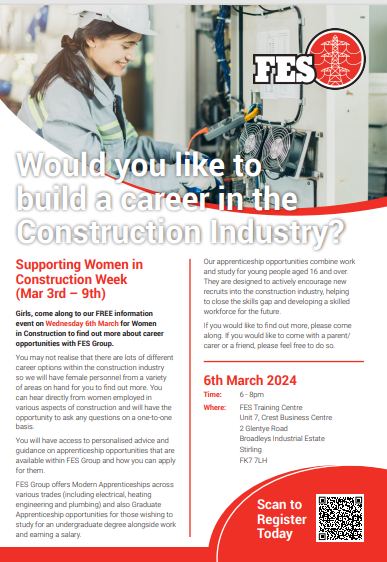 FES
Would you like to
build a career in the
Construction Industry?
Supporting Women in
Construction Week
(Mar 3rd – 9th)
Girls, come along to our FREE information
event on Wednesday 6th March for Women
in Construction to find out more about career
opportunities with FES Group.
You may not realise that there are lots of different
career options within the construction industry
so we will have female personnel from a variety
of areas on hand for you to find out more. You
can hear directly from women employed in
various aspects of construction and will have the
opportunity to ask any questions on a one-to-one
basis.
You will have access to personalised advice and
guidance on apprenticeship opportunities that are
available within FES Group and how you can apply
for them.
FES Group offers Modern Apprenticeships across
various trades (including electrical, heating
engineering and plumbing) and also Graduate
Apprenticeship opportunities for those wishing to
study for an undergraduate degree alongside work
and earning a salary.
Our apprenticeship opportunities combine work
and study for young people aged 16 and over.
They are designed to actively encourage new
recruits into the construction industry, helping
to close the skills gap and developing a skilled
workforce for the future.
If you would like to find out more, please come
along. If you would like to come with a parent/
carer or a friend, please feel free to do so.
6th March 2024
Time: 6 - 8pm
Where: FES Training Centre
Unit 7, Crest Business Centre
2 Glentye Road
Broadleys Industrial Estate
Stirling
FK7 7LH
Scan to
Register
Today